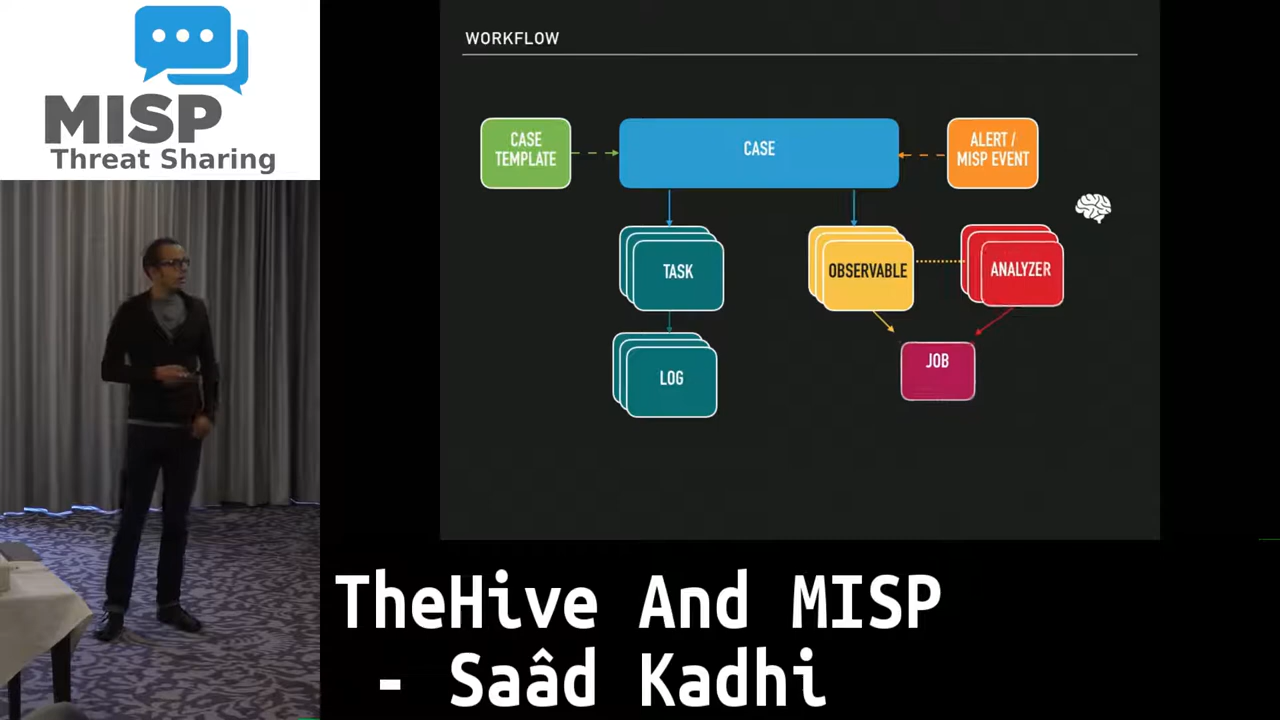 MISP
Threat Sharing
WORKFLOW
CASE
TEMPLATE
CASE
ALERT /
MISP EVENT
TASK
OBSERVABLE
ANALYZER
LOG
JOB
TheHive And MISP
- Saâd Kadhi